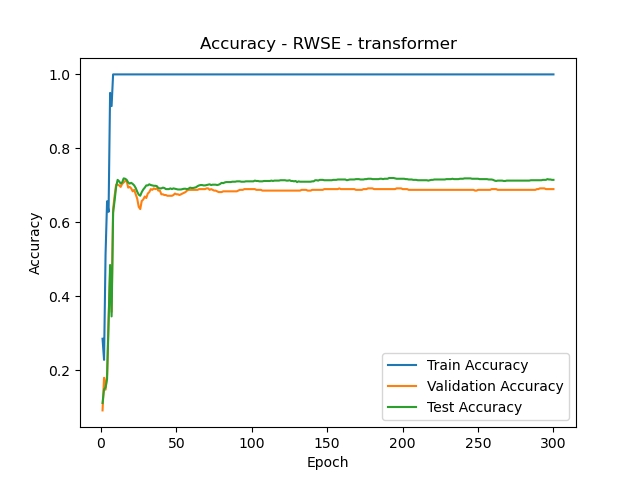 Accuracy - RWSE - transformer
1.0
0.8
0.6
0.4
0.2
Accuracy
0 50 100 150 200 250 300
Epoch
Train Accuracy
Validation Accuracy
Test Accuracy